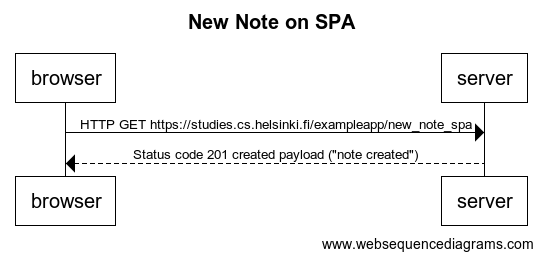 New Note on SPA
browser server
HTTP GET https://studies.cs.helsinki.fi/exampleapp/new_note_spa
Status code 201 created payload ("note created")
browser server
www.websequencediagrams.com